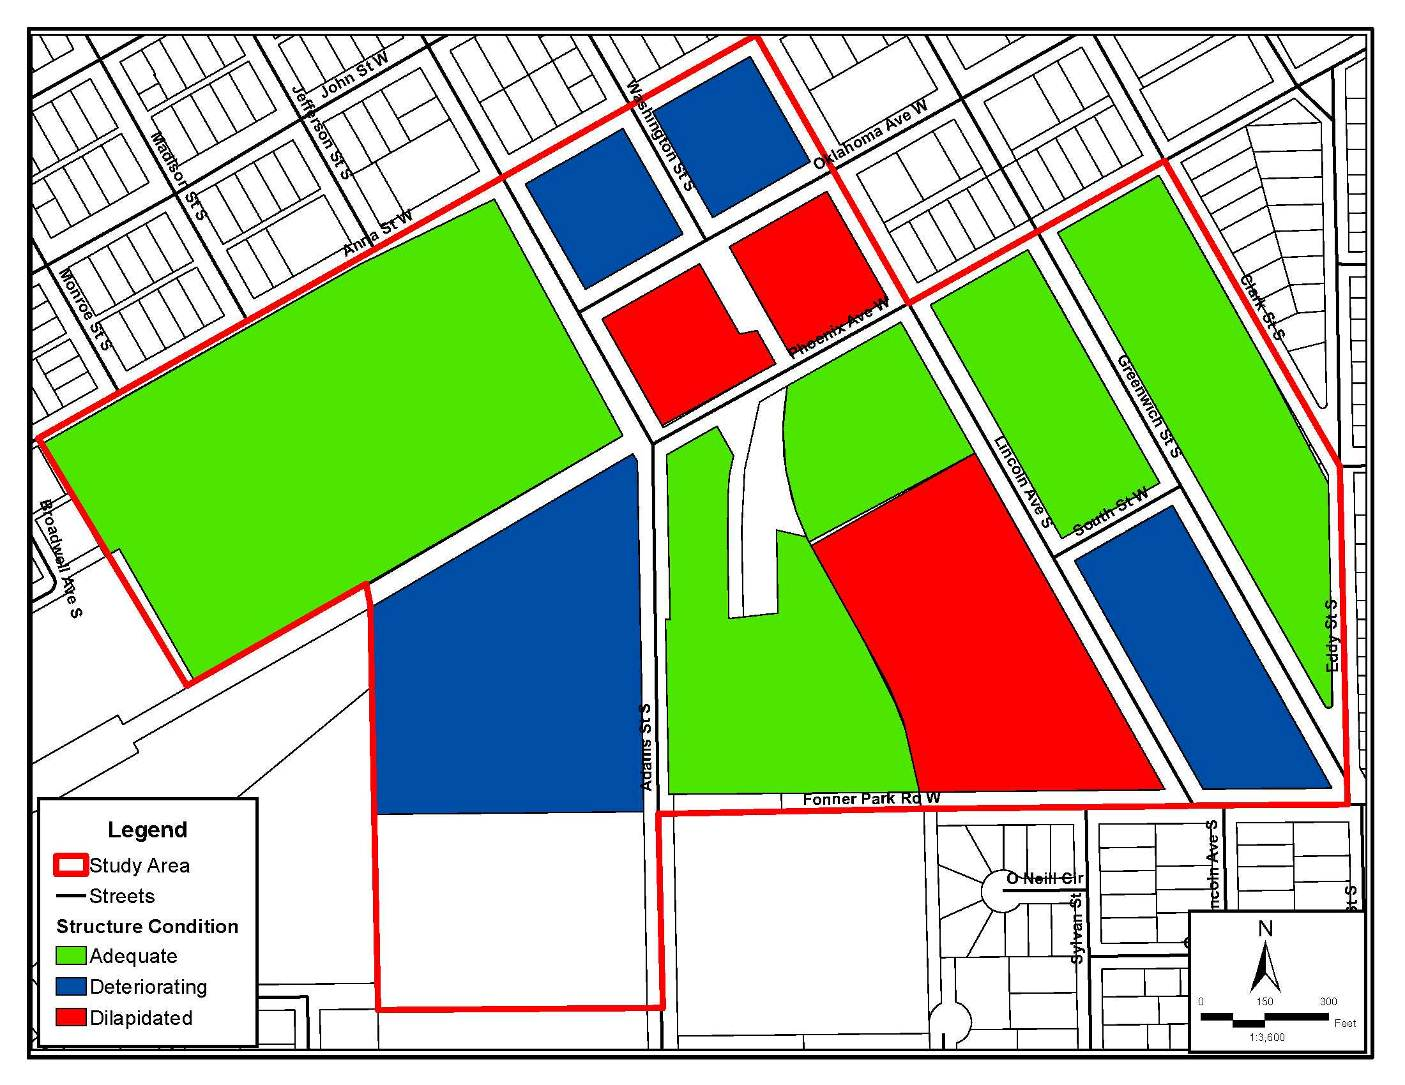 John St W
Jefferson St S
Washington St S
Madison St S
Oklahoma Ave W
Anna St W
Monroe St S
Clark St S
Phoenix Ave W
Greenwich St S
Lincoln Ave S
South St W
Broadwell Ave S
Eddy St S
Adams St S
Fonner Park Rd W
O Neill Cir
Sylvan St
ncoln Ave S
St S
Legend
Study Area
Streets
Structure Condition
Adequate
Deteriorating
Dilapidated
N
0 150 300
Feet
1:3,600